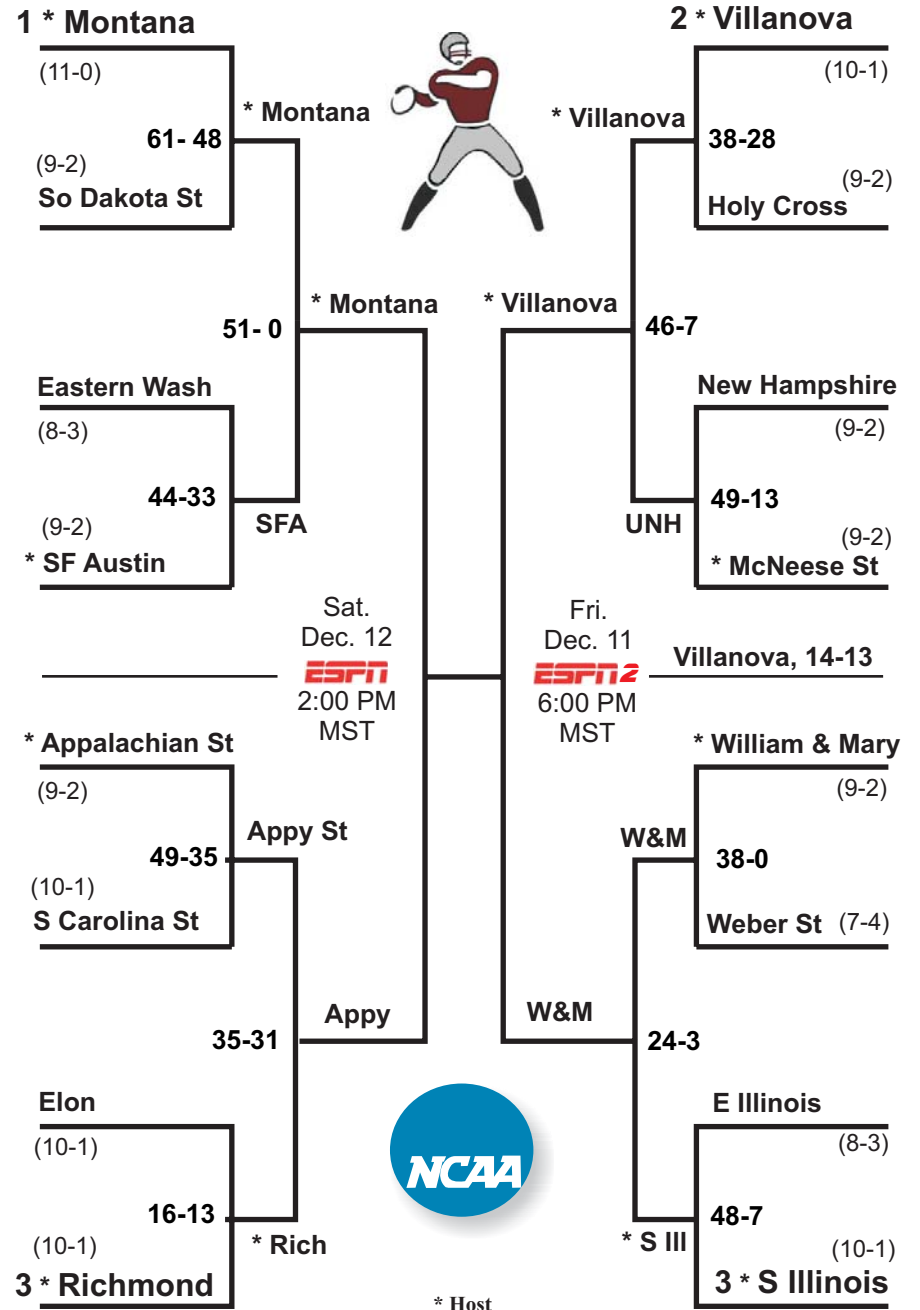 1 * Montana
(11-0)
* Montana
61- 48
(9-2)
So Dakota St
51- 0
* Montana
Eastern Wash
(8-3)
44-33
SFA
(9-2)
* SF Austin
Sat.
Dec. 12
ESPN
2:00 PM
MST
* Appalachian St
(9-2)
Appy St
49-35
(10-1)
S Carolina St
35-31
Appy
Elon
(10-1)
16-13
* Rich
(10-1)
3 * Richmond
2 * Villanova
(10-1)
* Villanova
38-28
(9-2)
Holy Cross
* Villanova
46-7
New Hampshire
(9-2)
49-13
UNH
(9-2)
* McNeese St
Fri.
Dec. 11
ESPN 2
6:00 PM
MST
Villanova, 14-13
* William & Mary
(9-2)
W&M
38-0
Weber St (7-4)
W&M
24-3
E Illinois
(8-3)
48-7
* S Ill
(10-1)
3 * S Illinois
NCAA
* Host